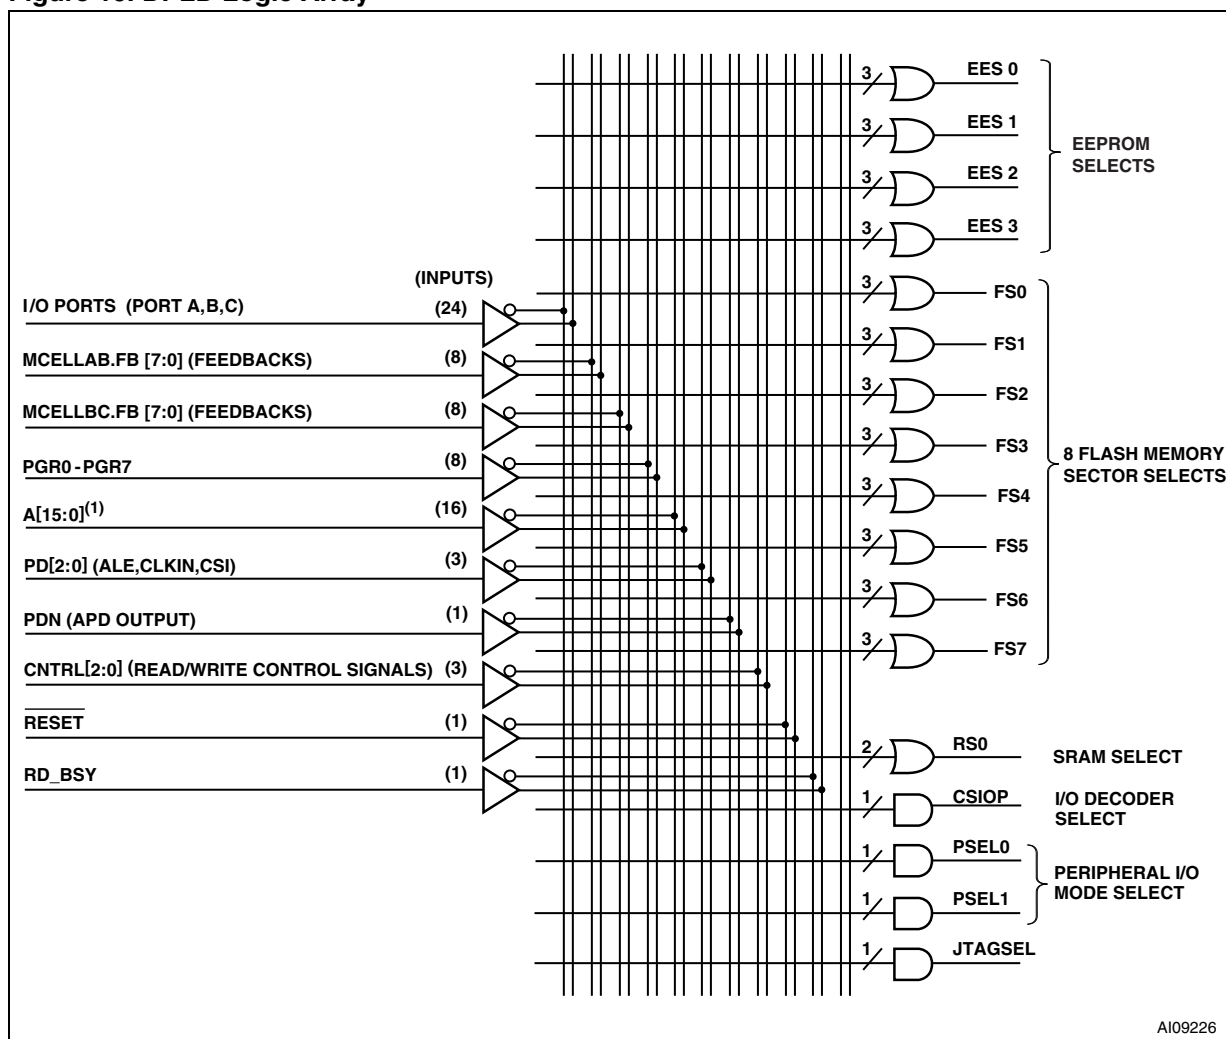 Figure 16. DPLD Logic Array
3 EES 0
3 EES 1
3 EES 2
3 EES 3
EEPROM
SELECTS
(INPUTS)
I/O PORTS (PORT A,B,C) (24)
MCELLAB.FB [7:0] (FEEDBACKS) (8)
MCELLBC.FB [7:0] (FEEDBACKS) (8)
PGR0-PGR7 (8)
A[15:0](1) (16)
PD[2:0] (ALE,CLKIN,CSI) (3)
PDN (APD OUTPUT) (1)
CNTRL[2:0] (READ/WRITE CONTROL SIGNALS) (3)
RESET (1)
RD_BSY (1)
3 FS0
3 FS1
3 FS2
3 FS3
3 FS4
3 FS5
3 FS6
3 FS7
8 FLASH MEMORY
SECTOR SELECTS
2 RS0 SRAM SELECT
1 CSIOP I/O DECODER
SELECT
1 PSEL0
1 PSEL1
PERIPHERAL I/O
MODE SELECT
1 JTAGSEL
AI09226